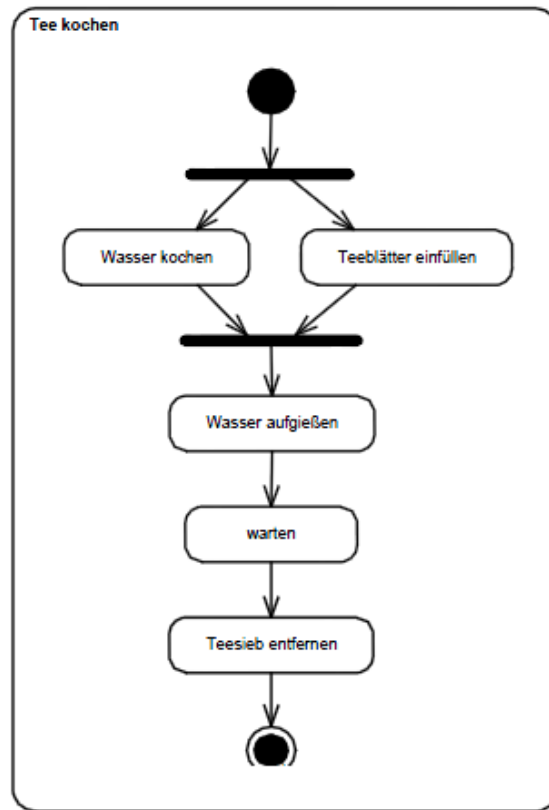 Tee kochen
Wasser kochen
Teeblätter einfüllen
Wasser aufgießen
warten
Teesieb entfernen